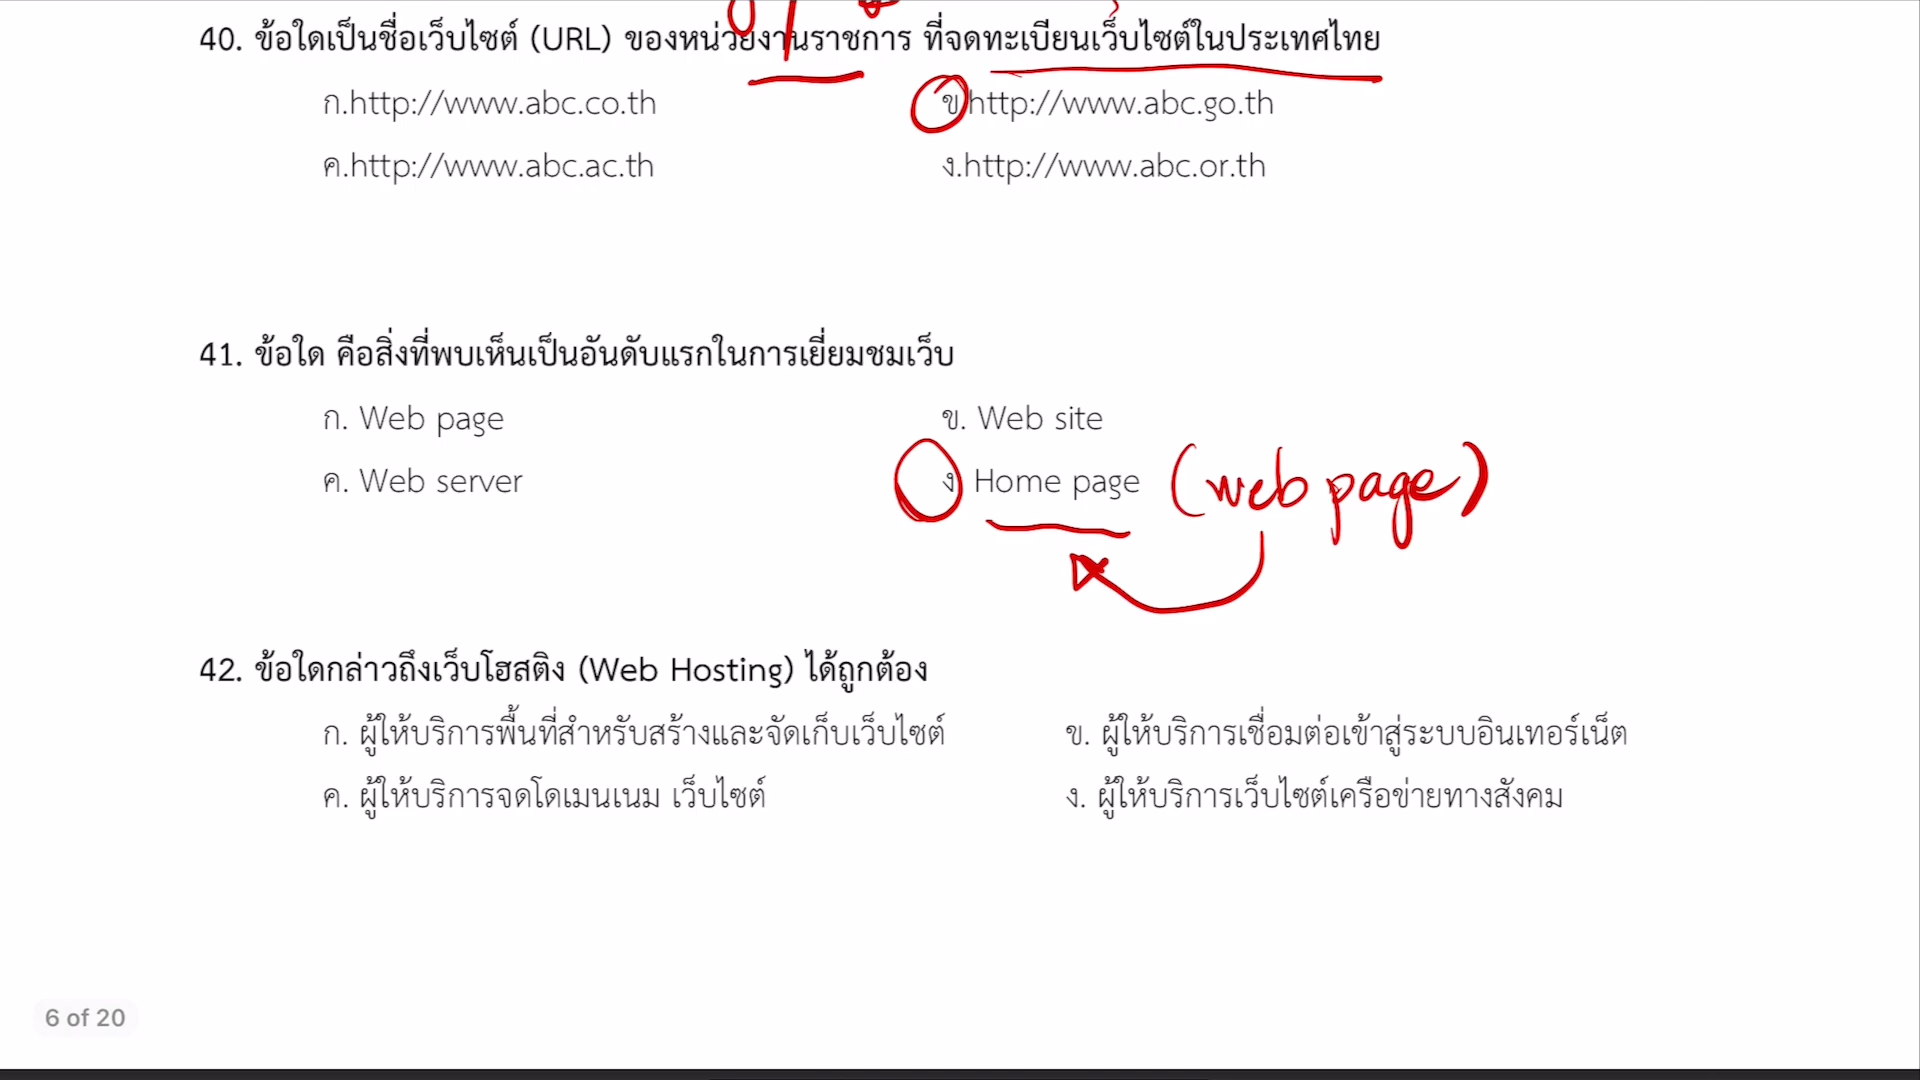 40. ข้อใดเป็นชื่อเว็บไซต์ (URL) ของหน่วยงานราชการ ที่จดทะเบียนเว็บไซต์ในประเทศไทย
ก.http://www.abc.co.th ข.http://www.abc.go.th
ค.http://www.abc.ac.th ง.http://www.abc.or.th
41. ข้อใด คือสิ่งที่พบเห็นเป็นอันดับแรกในการเยี่ยมชมเว็บ
ก. Web page ข. Web site
ค. Web server ง. Home page (web page)
42. ข้อใดกล่าวถึงเว็บโฮสติง (Web Hosting) ได้ถูกต้อง
ก. ผู้ให้บริการพื้นที่สำหรับสร้างและจัดเก็บเว็บไซต์ ข. ผู้ให้บริการเชื่อมต่อเข้าสู่ระบบอินเทอร์เน็ต
ค. ผู้ให้บริการจดโดเมนเนม เว็บไซต์ ง. ผู้ให้บริการเว็บไซต์เครือข่ายทางสังคม
6 of 20